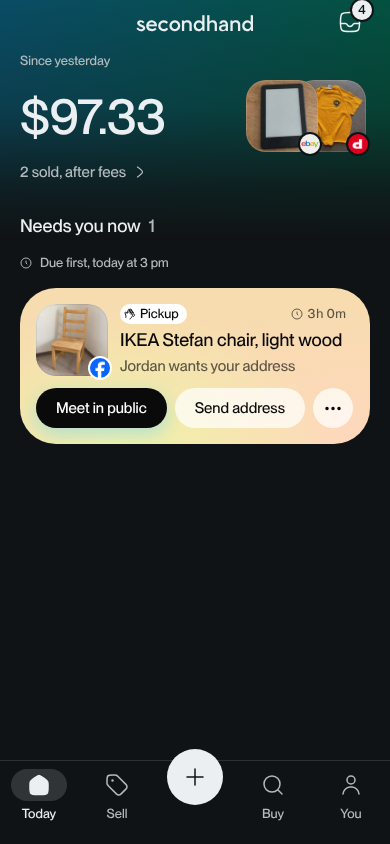 secondhand
4
Since yesterday
$97.33
ebay
d
2 sold, after fees
Needs you now 1
Due first, today at 3 pm
Pickup
3h 0m
IKEA Stefan chair, light wood
Jordan wants your address
Meet in public
Send address
Today
Sell
Buy
You